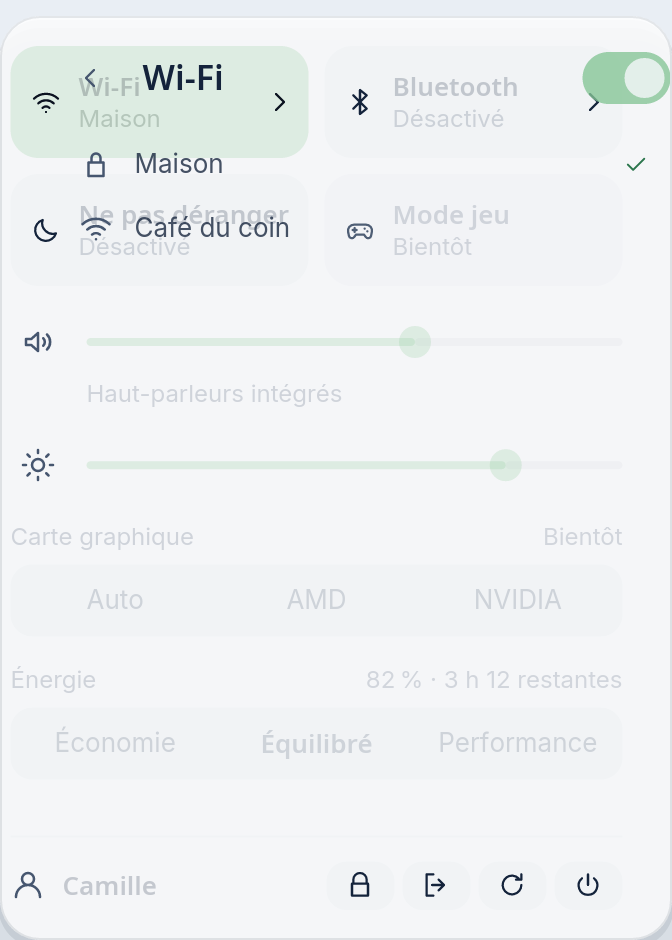 Wi-Fi
Wi-Fi
Maison
Bluetooth
Désactivé
Maison
Ne pas déranger
Désactivé
Café du coin
Mode jeu
Bientôt
Haut-parleurs intégrés
Carte graphique
Bientôt
Auto
AMD
NVIDIA
Énergie
82 % · 3 h 12 restantes
Économie
Équilibré
Performance
Camille